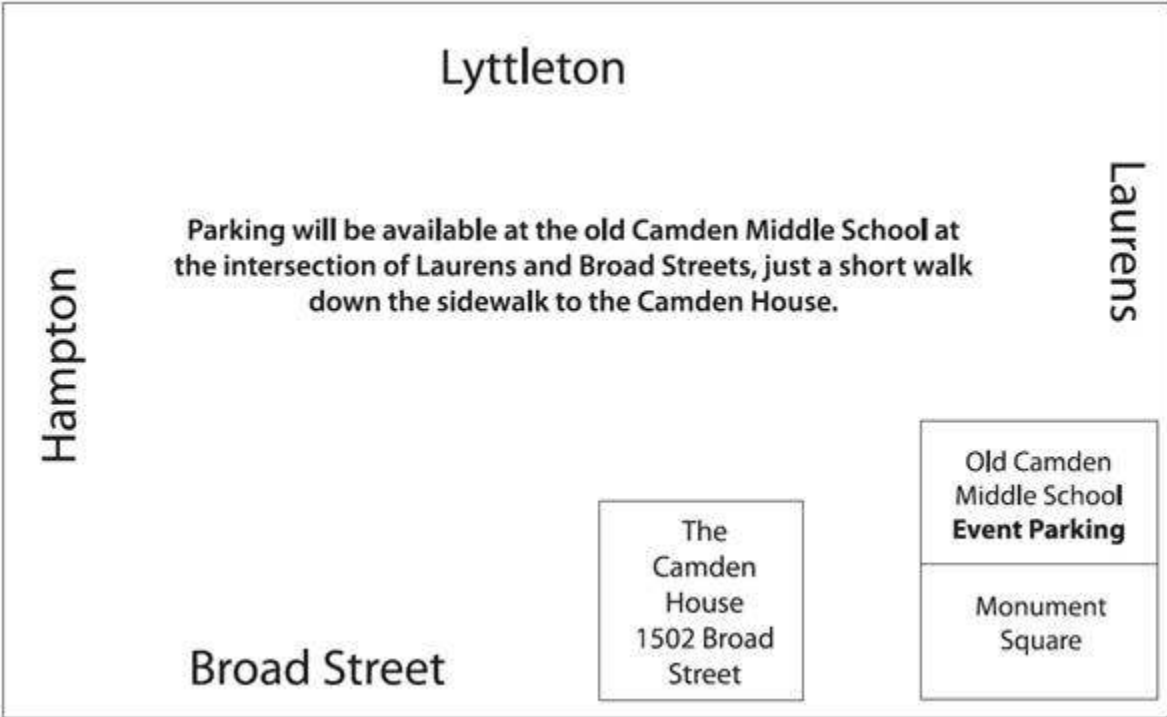 Lyttleton
Laurens
Parking will be available at the old Camden Middle School at
the intersection of Laurens and Broad Streets, just a short walk
down the sidewalk to the Camden House.
Hampton
Old Camden
Middle School
Event Parking
The
Camden
House
1502 Broad
Street
Monument
Square
Broad Street